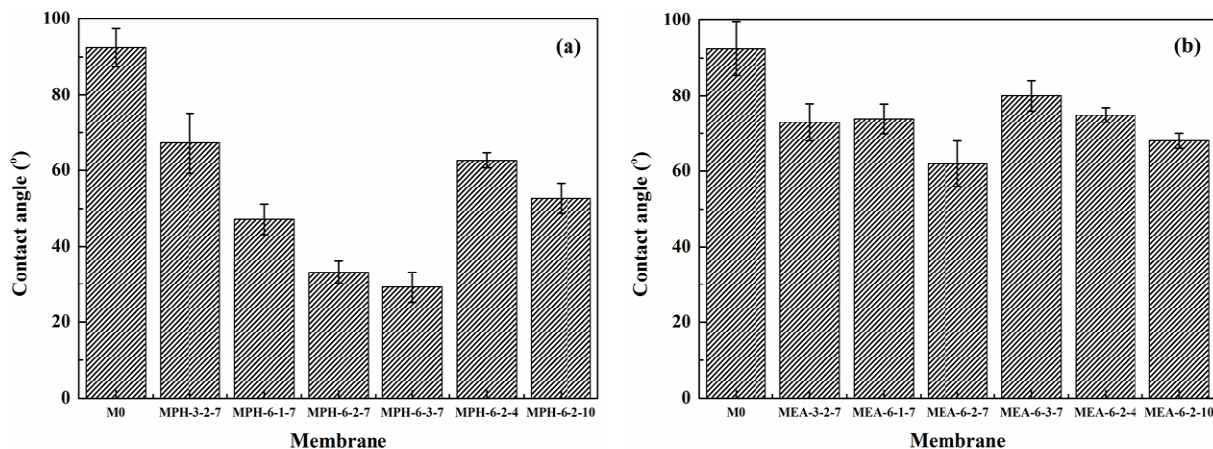 100
80
60
40
20
0
Contact angle (°)
(a)
M0 MPH-3-2-7 MPH-6-1-7 MPH-6-2-7 MPH-6-3-7 MPH-6-2-4 MPH-6-2-10
Membrane
100
80
60
40
20
0
Contact angle (°)
(b)
M0 MEA-3-2-7 MEA-6-1-7 MEA-6-2-7 MEA-6-3-7 MEA-6-2-4 MEA-6-2-10
Membrane